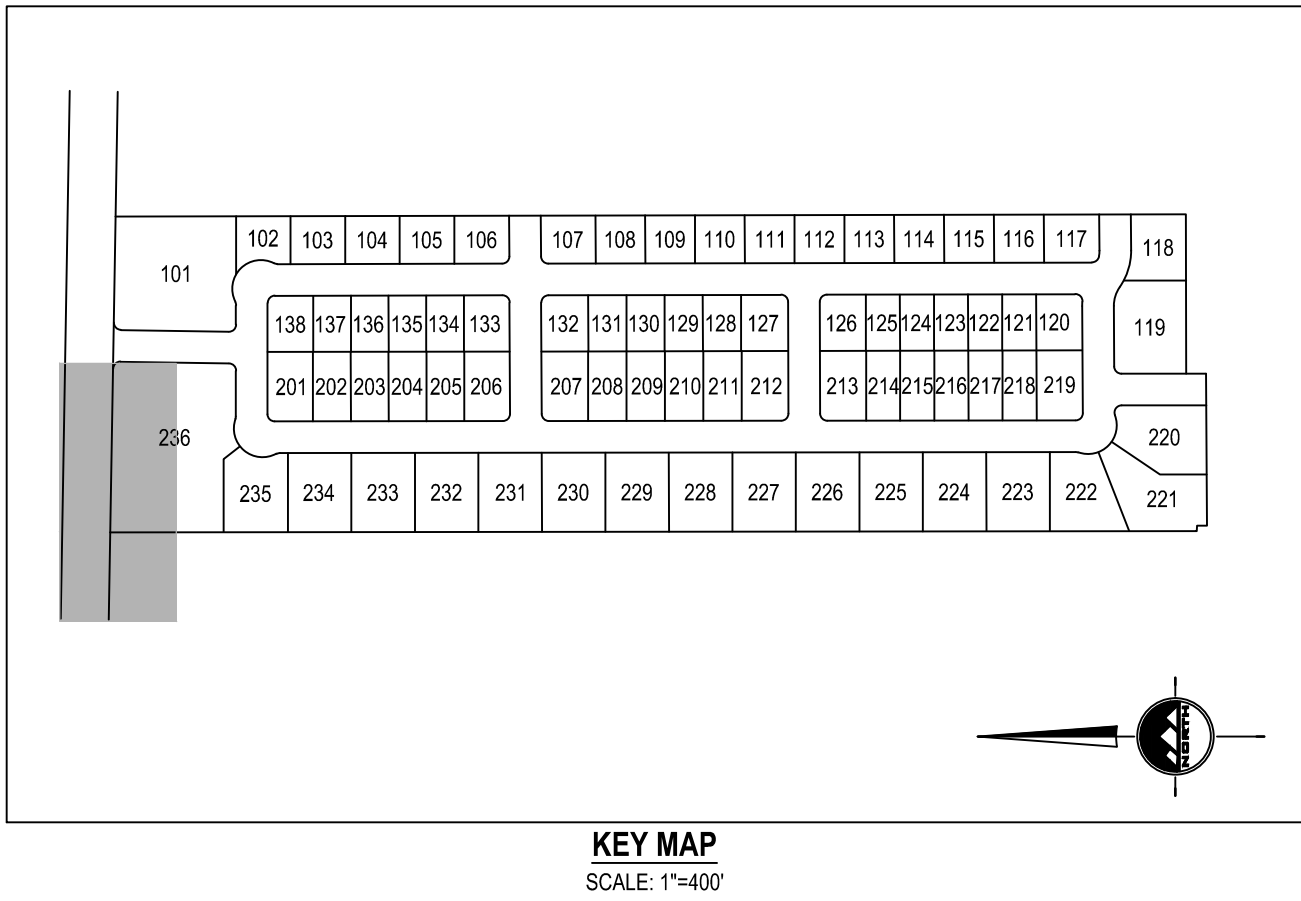 102 103 104 105 106 107 108 109 110 111 112 113 114 115 116 117 118
101
138 137 136 135 134 133 132 131 130 129 128 127 126 125 124 123 122 121 120 119
201 202 203 204 205 206 207 208 209 210 211 212 213 214 215 216 217 218 219
236 220
235 234 233 232 231 230 229 228 227 226 225 224 223 222 221
NORTH
KEY MAP
SCALE: 1"=400'